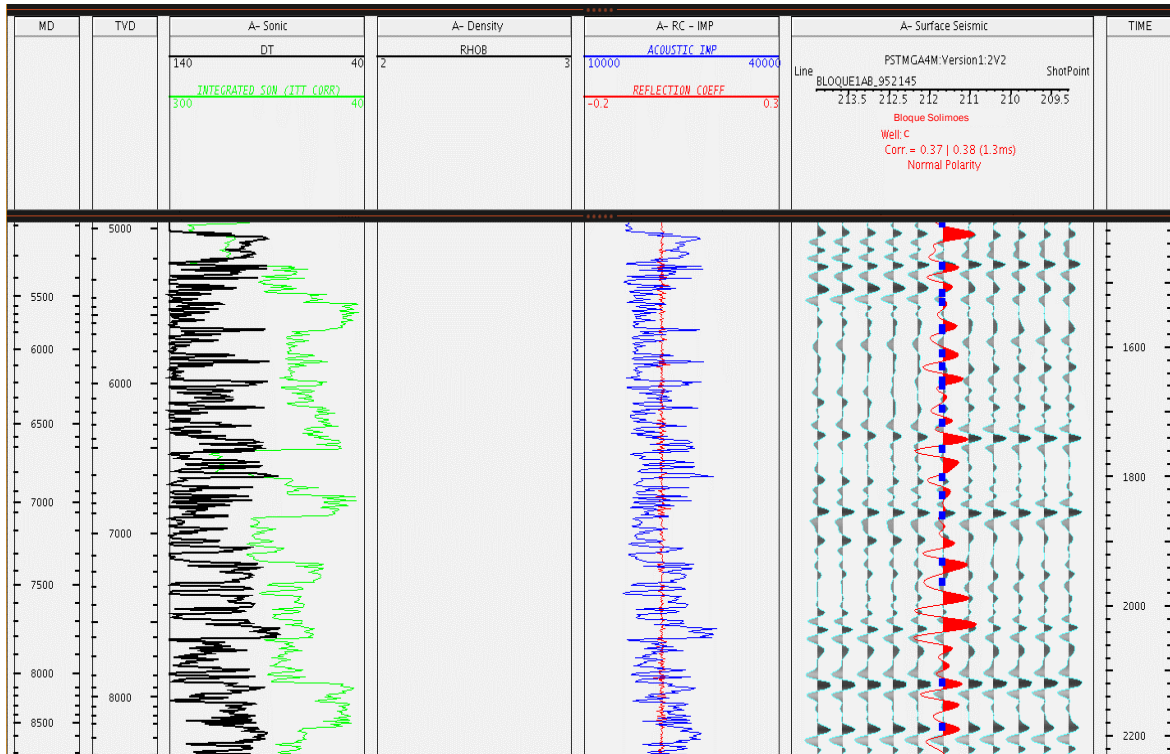 MD
TVD
A- Sonic
A- Density
A- RC - IMP
A- Surface Seismic
TIME
DT
140 40
INTEGRATED SON (ITT CORR)
300 40
RHOB
2 3
ACOUSTIC IMP
10000 40000
REFLECTION COEFF
-0.2 0.3
PSTMGA4M:Version1:2V2
Line ShotPoint
BLOQUE1AB_952145
213.5 212.5 212 211 210 209.5
Bloque Solimoes
Well: C
Corr. = 0.37 | 0.38 (1.3ms)
Normal Polarity
5000
5500
6000
6500
7000
7500
8000
8500
6000
7000
8000
1600
1800
2000
2200